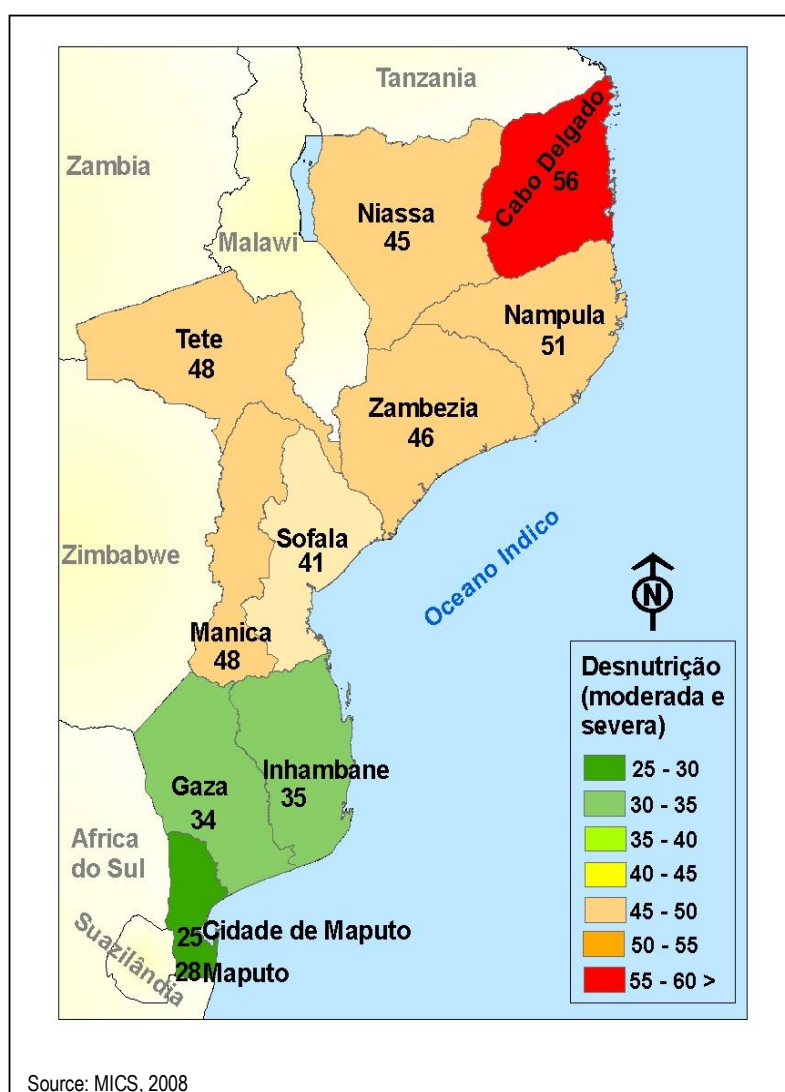 Tanzania
Zambia
Cabo Delgado
56
Niassa
45
Malawi
Nampula
51
Tete
48
Zambezia
46
Sofala
41
Zimbabwe
Oceano Indico
N
Manica
48
Desnutrição
(moderada e
severa)
25 - 30
30 - 35
35 - 40
40 - 45
45 - 50
50 - 55
55 - 60 >
Inhambane
35
Gaza
34
Africa
do Sul
25 Cidade de Maputo
28 Maputo
Suazilândia
Source: MICS, 2008